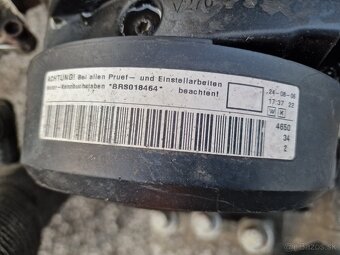 ACHTUNG! Bei allen Pruef- und Einstellarbeiten
Motor-Kennbuchstaben "BRS018464" beachten!
24-08-06
17:37 22
W K
4650
34
2